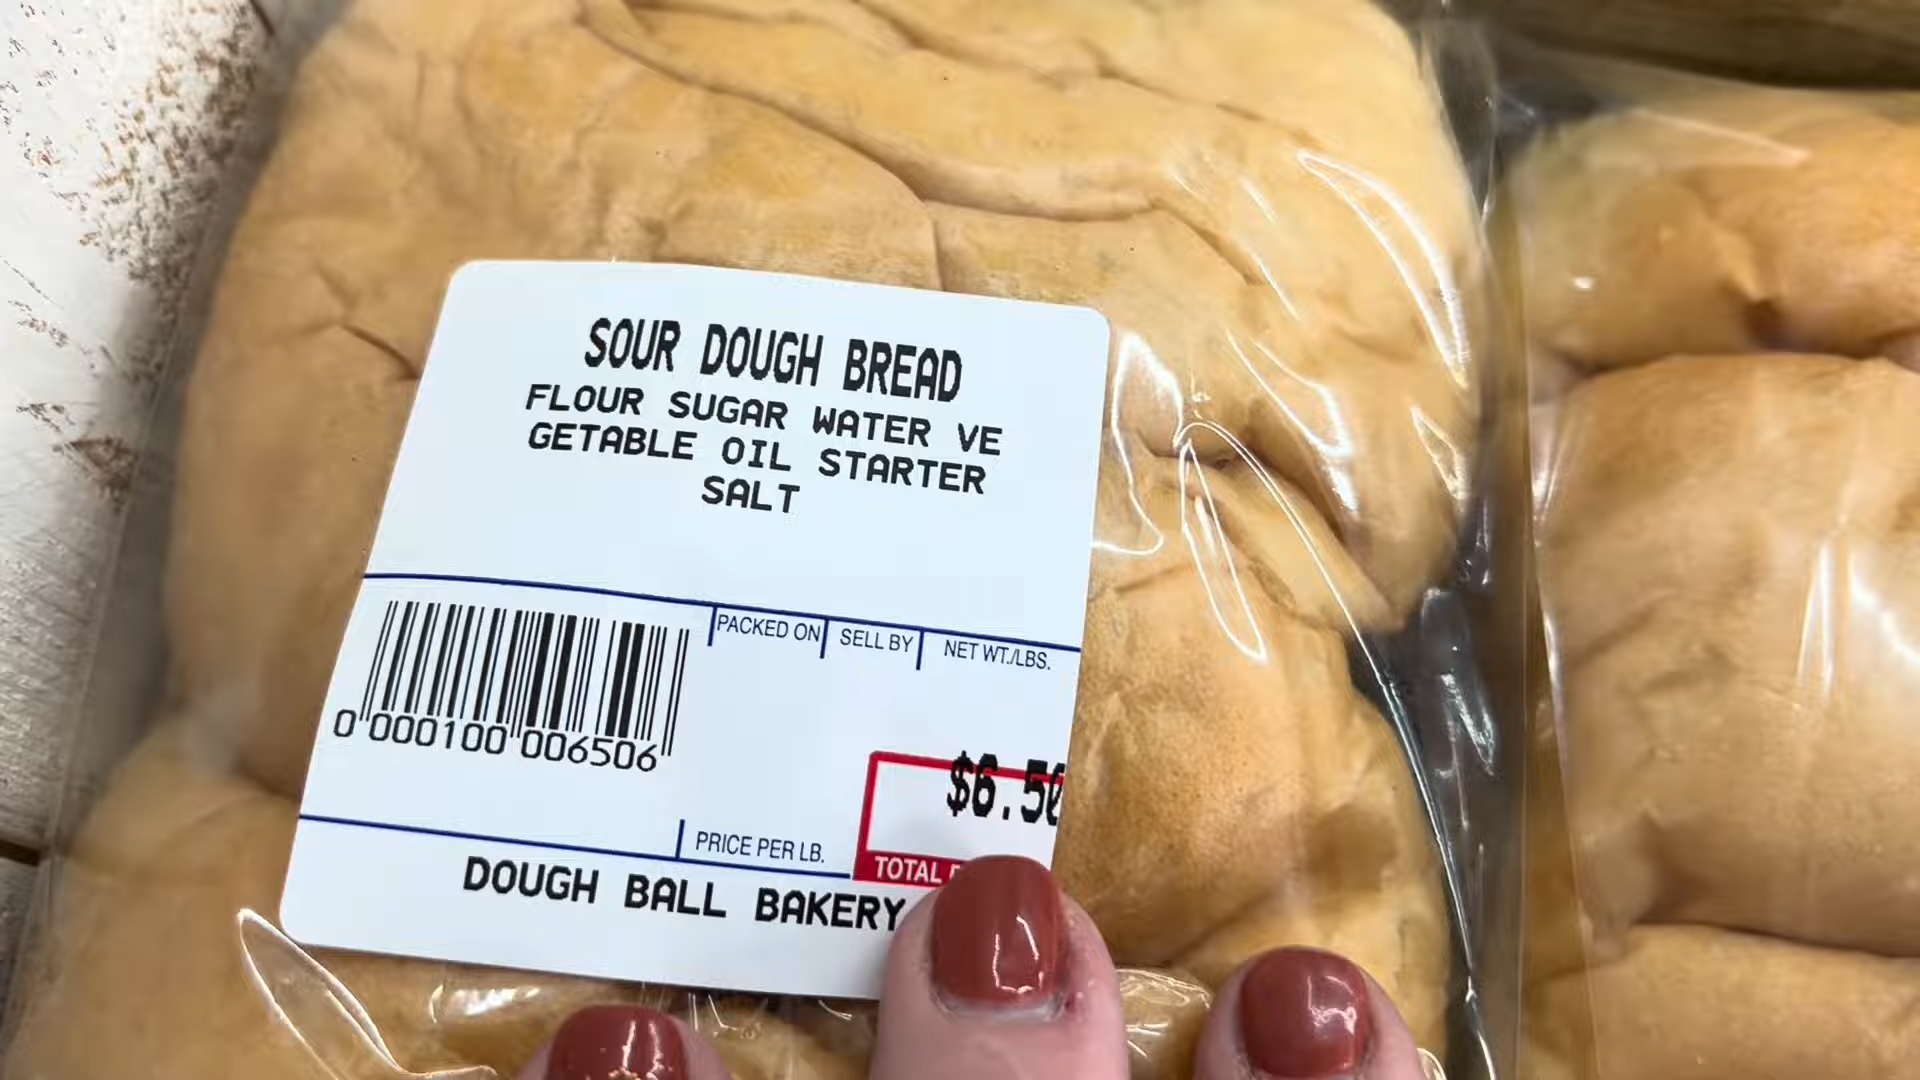 SOUR DOUGH BREAD
FLOUR SUGAR WATER VE
GETABLE OIL STARTER
SALT
PACKED ON SELL BY NET WT./LBS.
0 000100 006506
$6.50
PRICE PER LB.
TOTAL
DOUGH BALL BAKERY